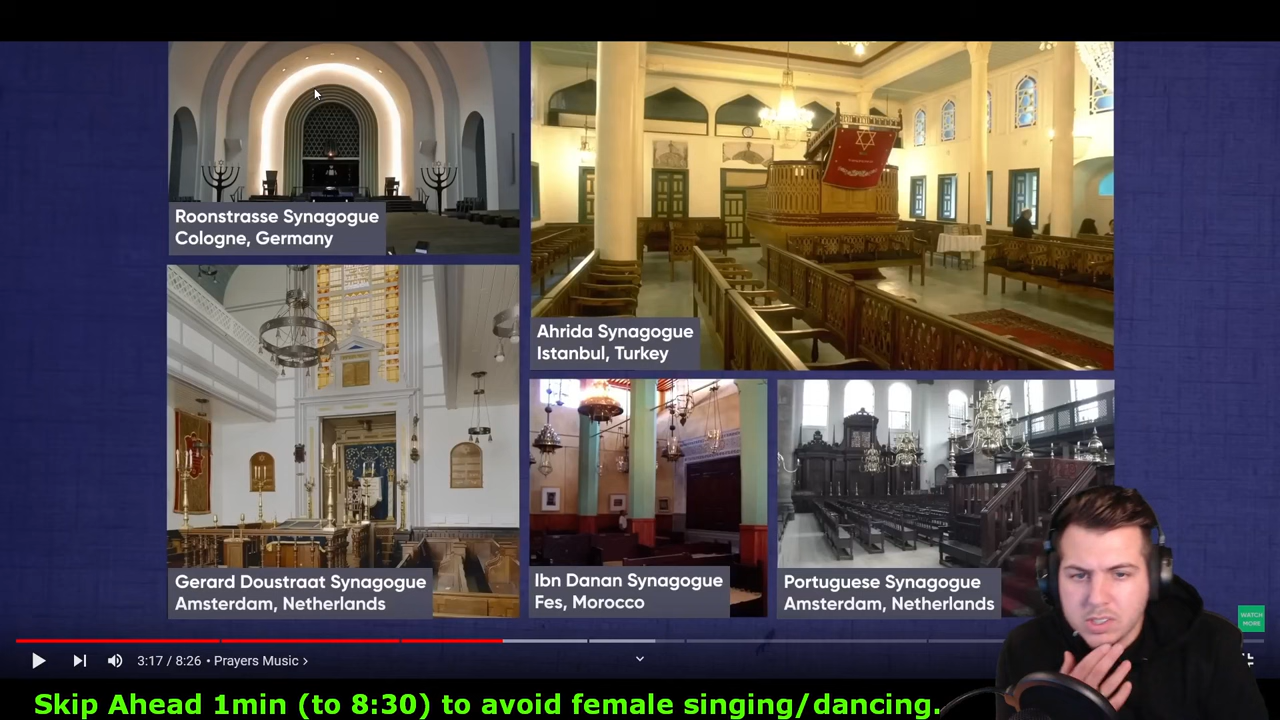 Roonstrasse Synagogue
Cologne, Germany
Ahrida Synagogue
Istanbul, Turkey
Gerard Doustraat Synagogue
Amsterdam, Netherlands
Ibn Danan Synagogue
Fes, Morocco
Portuguese Synagogue
Amsterdam, Netherlands
WATCH
MORE
3:17 / 8:26 • Prayers Music ›
Skip Ahead 1min (to 8:30) to avoid female singing/dancing.